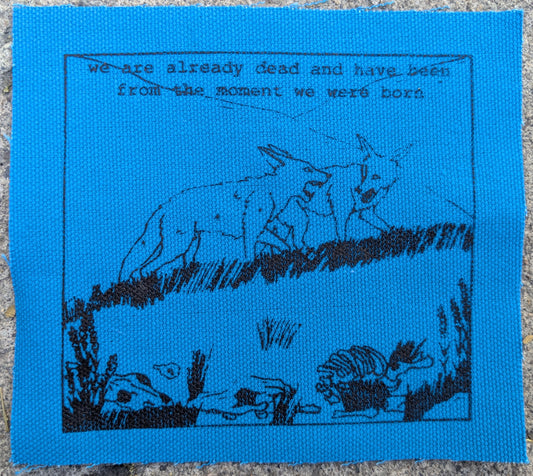 we are already dead and have been
from the moment we were born